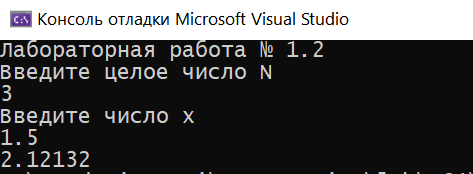 Консоль отладки Microsoft Visual Studio
Лабораторная работа № 1.2
Введите целое число N
3
Введите число x
1.5
2.12132